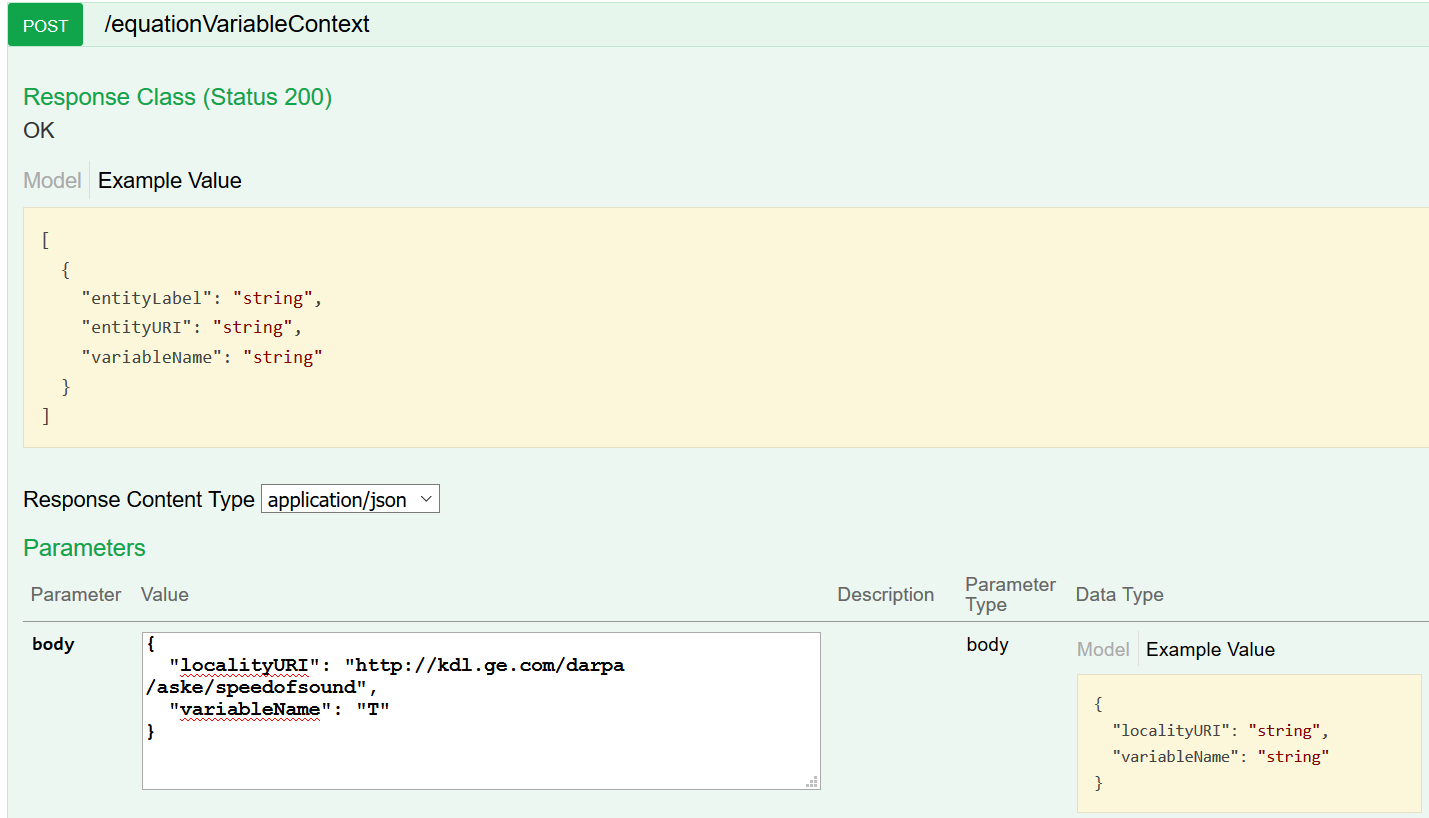 POST /equationVariableContext
Response Class (Status 200)
OK
Model Example Value
[
{
"entityLabel": "string",
"entityURI": "string",
"variableName": "string"
}
]
Response Content Type application/json
Parameters
Parameter Value Description Parameter Type Data Type
body
{
"localityURI": "http://kdl.ge.com/darpa
/aske/speedofsound",
"variableName": "T"
}
body
Model Example Value
{
"localityURI": "string",
"variableName": "string"
}